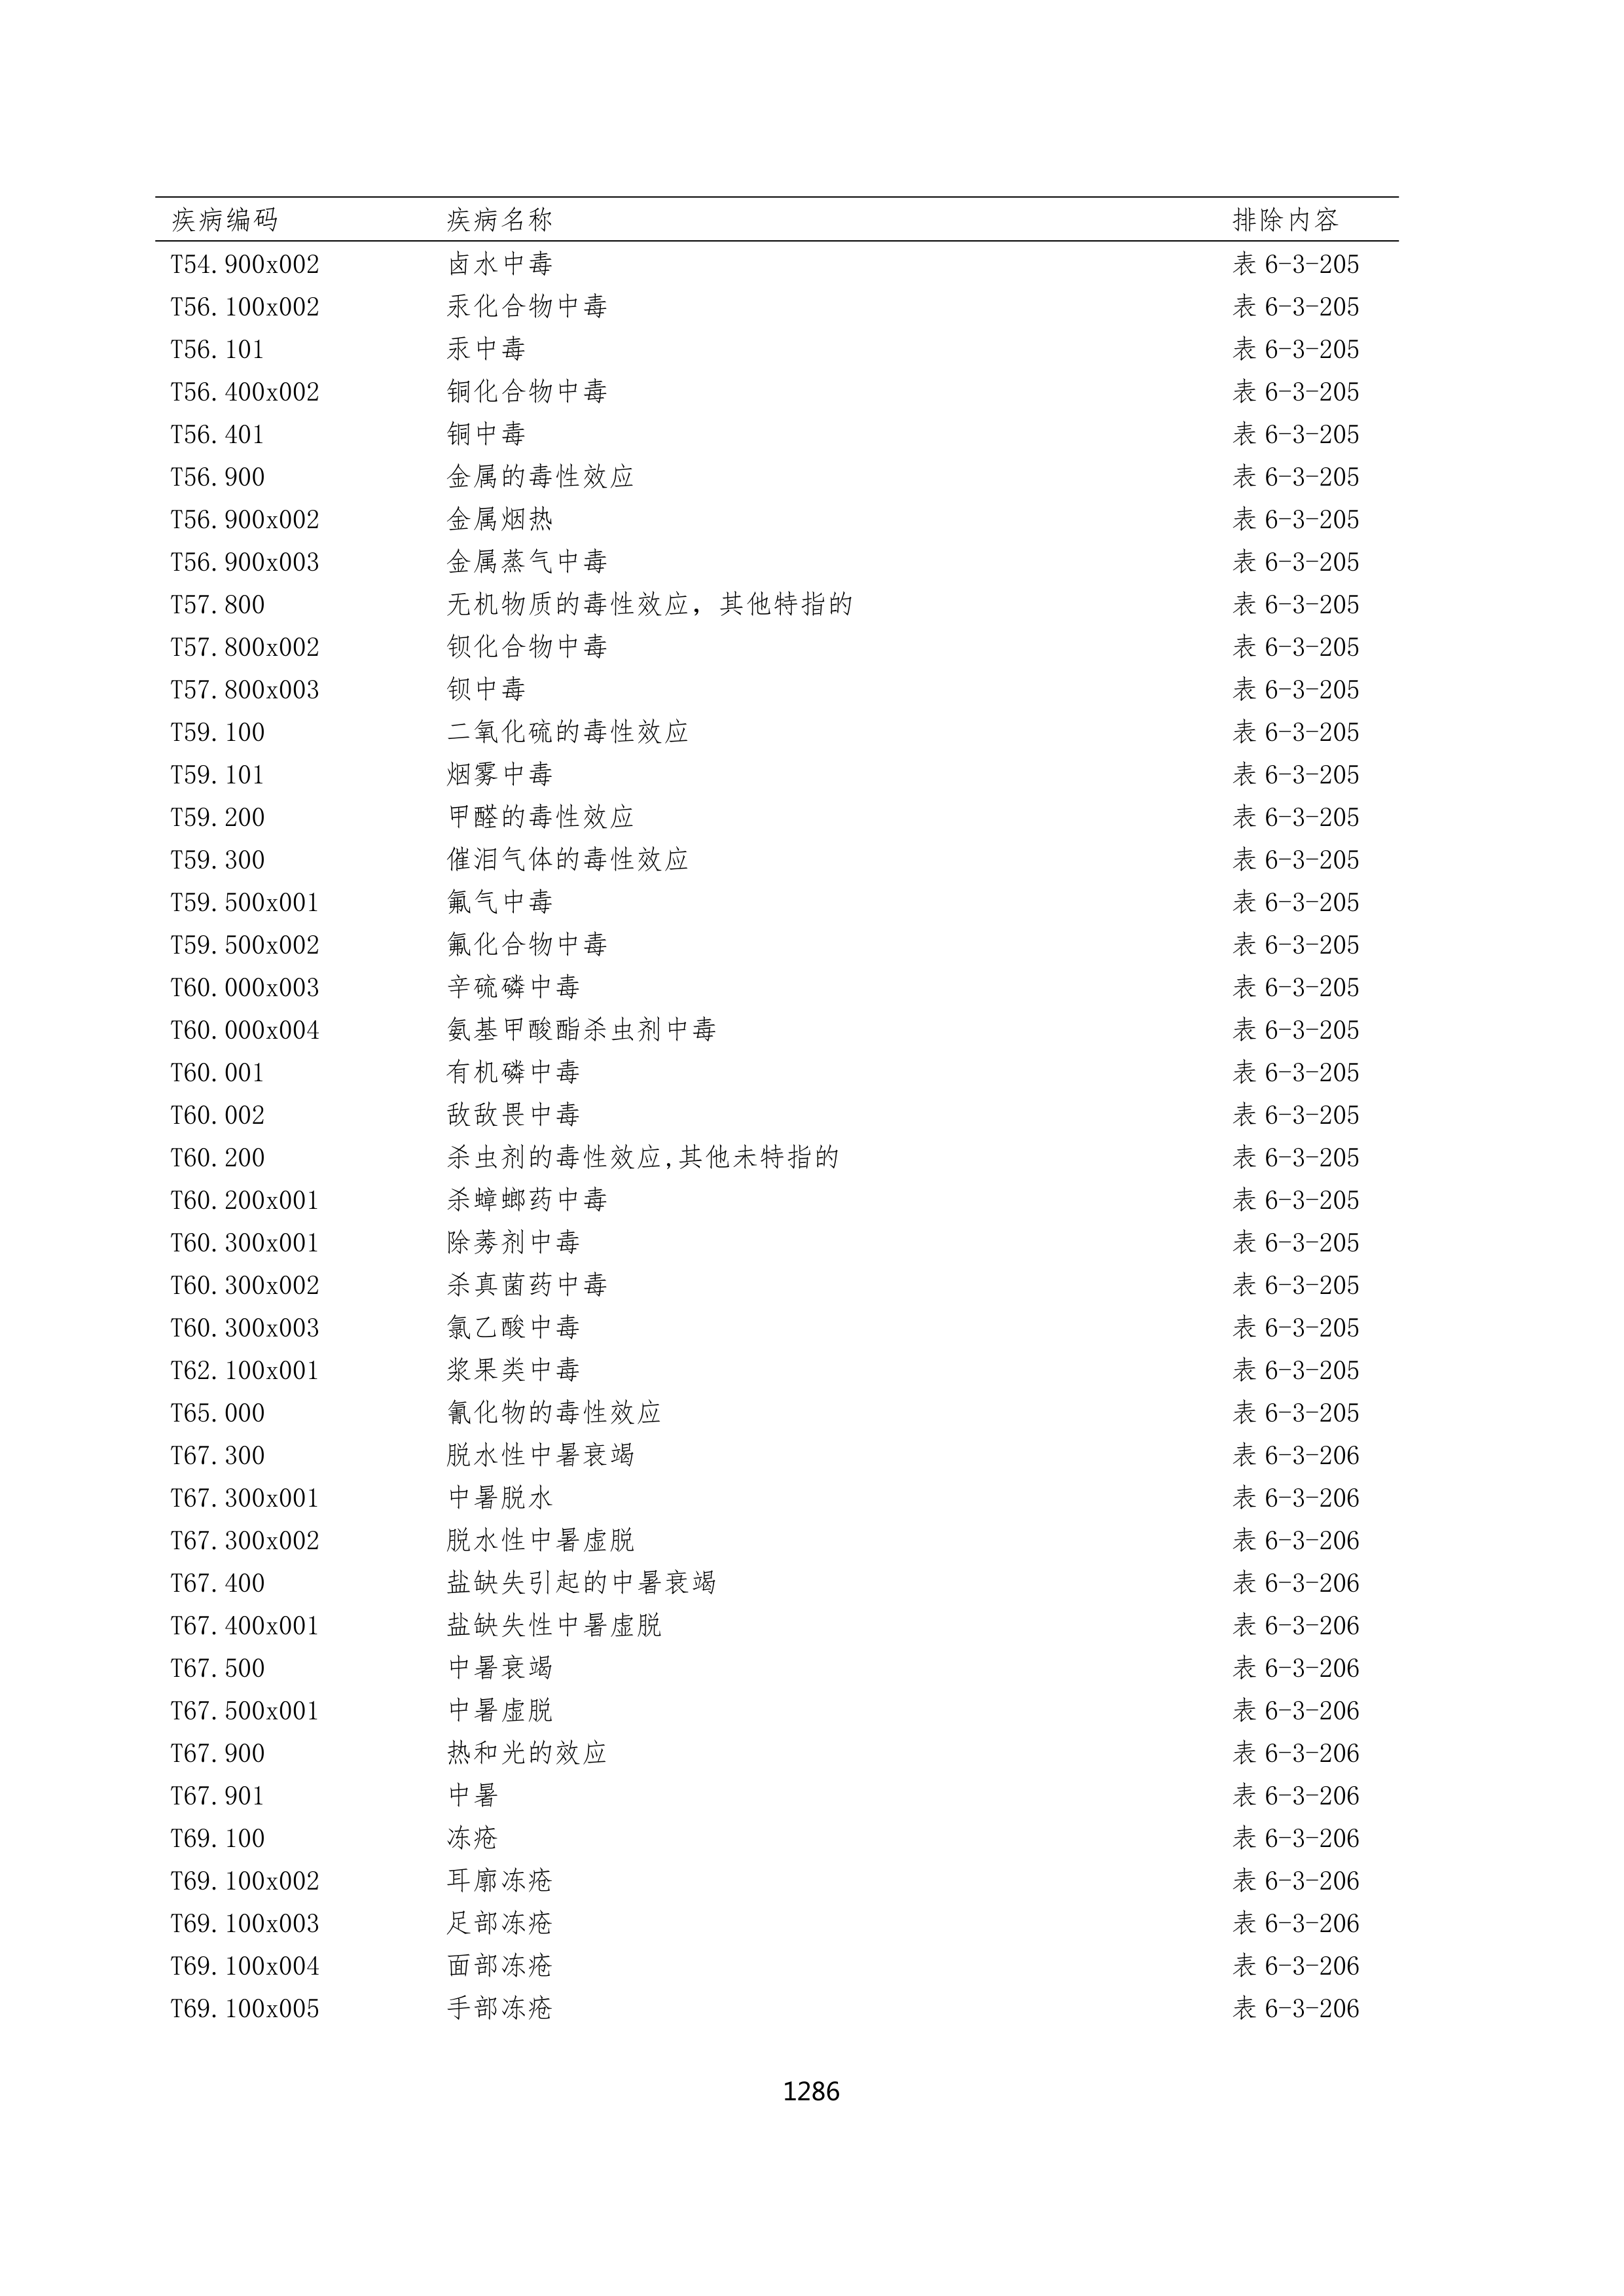 疾病编码 疾病名称 排除内容
T54.900x002 卤水中毒 表 6-3-205
T56.100x002 汞化合物中毒 表 6-3-205
T56.101 汞中毒 表 6-3-205
T56.400x002 铜化合物中毒 表 6-3-205
T56.401 铜中毒 表 6-3-205
T56.900 金属的毒性效应 表 6-3-205
T56.900x002 金属烟热 表 6-3-205
T56.900x003 金属蒸气中毒 表 6-3-205
T57.800 无机物质的毒性效应，其他特指的 表 6-3-205
T57.800x002 钡化合物中毒 表 6-3-205
T57.800x003 钡中毒 表 6-3-205
T59.100 二氧化硫的毒性效应 表 6-3-205
T59.101 烟雾中毒 表 6-3-205
T59.200 甲醛的毒性效应 表 6-3-205
T59.300 催泪气体的毒性效应 表 6-3-205
T59.500x001 氟气中毒 表 6-3-205
T59.500x002 氟化合物中毒 表 6-3-205
T60.000x003 辛硫磷中毒 表 6-3-205
T60.000x004 氨基甲酸酯杀虫剂中毒 表 6-3-205
T60.001 有机磷中毒 表 6-3-205
T60.002 敌敌畏中毒 表 6-3-205
T60.200 杀虫剂的毒性效应,其他未特指的 表 6-3-205
T60.200x001 杀蟑螂药中毒 表 6-3-205
T60.300x001 除莠剂中毒 表 6-3-205
T60.300x002 杀真菌药中毒 表 6-3-205
T60.300x003 氯乙酸中毒 表 6-3-205
T62.100x001 浆果类中毒 表 6-3-205
T65.000 氰化物的毒性效应 表 6-3-205
T67.300 脱水性中暑衰竭 表 6-3-206
T67.300x001 中暑脱水 表 6-3-206
T67.300x002 脱水性中暑虚脱 表 6-3-206
T67.400 盐缺失引起的中暑衰竭 表 6-3-206
T67.400x001 盐缺失性中暑虚脱 表 6-3-206
T67.500 中暑衰竭 表 6-3-206
T67.500x001 中暑虚脱 表 6-3-206
T67.900 热和光的效应 表 6-3-206
T67.901 中暑 表 6-3-206
T69.100 冻疮 表 6-3-206
T69.100x002 耳廓冻疮 表 6-3-206
T69.100x003 足部冻疮 表 6-3-206
T69.100x004 面部冻疮 表 6-3-206
T69.100x005 手部冻疮 表 6-3-206
1286